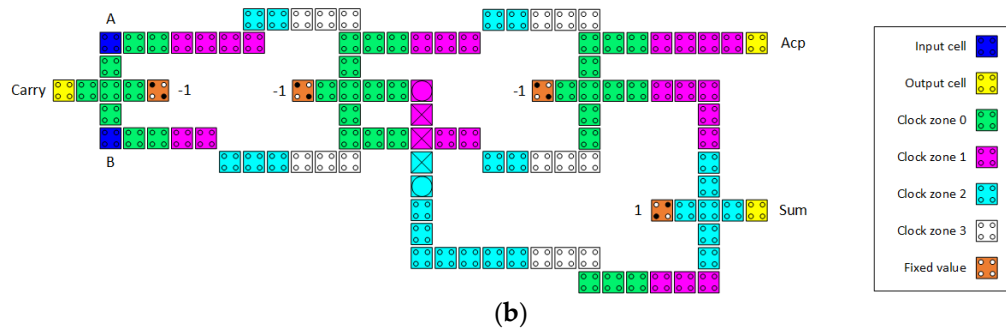 A
Acp
Carry
-1
-1
-1
B
1
Sum
Input cell
Output cell
Clock zone 0
Clock zone 1
Clock zone 2
Clock zone 3
Fixed value
(b)